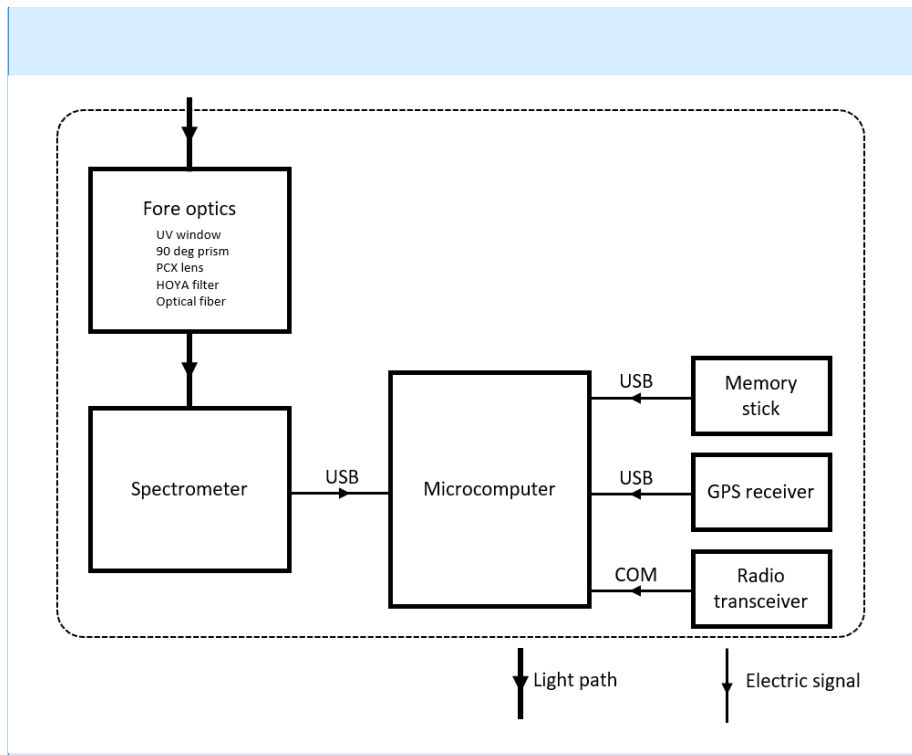 Fore optics
UV window
90 deg prism
PCX lens
HOYA filter
Optical fiber
Spectrometer
USB
Microcomputer
USB
Memory
stick
USB
GPS receiver
COM
Radio
transceiver
Light path
Electric signal